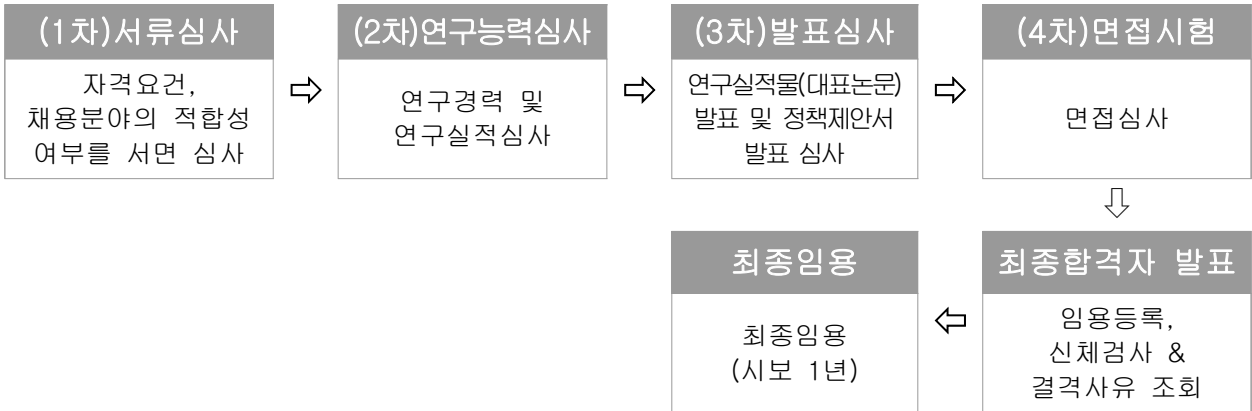 (1차)서류심사
자격요건,
채용분야의 적합성
여부를 서면 심사
(2차)연구능력심사
연구경력 및
연구실적심사
(3차)발표심사
연구실적물(대표논문)
발표 및 정책제안서
발표 심사
(4차)면접시험
면접심사
최종합격자 발표
임용등록,
신체검사 &
결격사유 조회
최종임용
최종임용
(시보 1년)